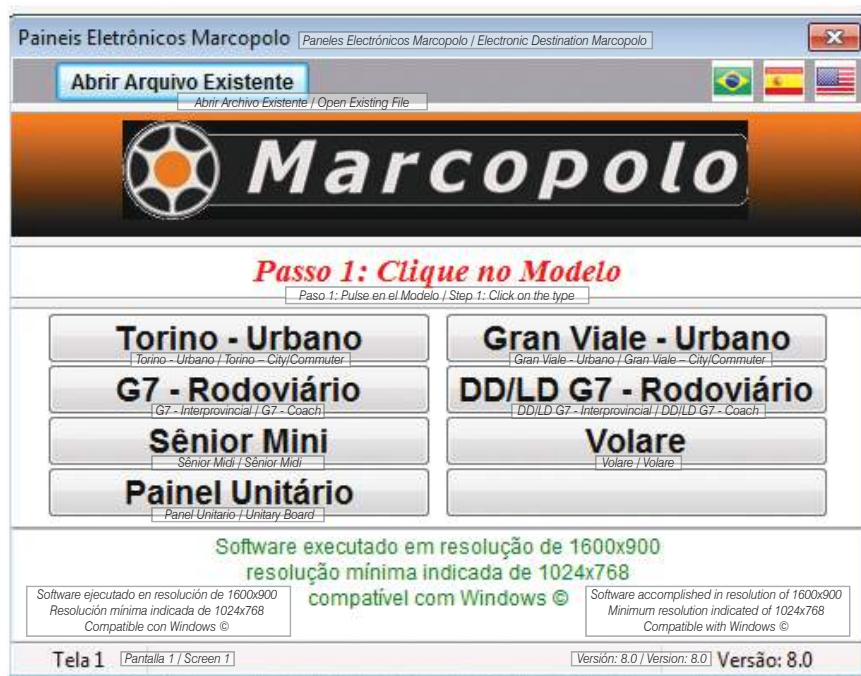 Paineis Eletrônicos Marcopolo
Paneles Electrónicos Marcopolo / Electronic Destination Marcopolo
Abrir Arquivo Existente
Abrir Archivo Existente / Open Existing File
Marcopolo
Passo 1: Clique no Modelo
Paso 1: Pulse en el Modelo / Step 1: Click on the type
Torino - Urbano
Torino - Urbano / Torino – City/Commuter
Gran Viale - Urbano
Gran Viale - Urbano / Gran Viale – City/Commuter
G7 - Rodoviário
G7 - Interprovincial / G7 - Coach
DD/LD G7 - Rodoviário
DD/LD G7 - Interprovincial / DD/LD G7 - Coach
Sênior Mini
Sênior Midi / Sênior Midi
Volare
Volare / Volare
Painel Unitário
Panel Unitario / Unitary Board
Software executado em resolução de 1600x900
resolução mínima indicada de 1024x768
compatível com Windows ©
Software ejecutado en resolución de 1600x900
Resolución mínima indicada de 1024x768
Compatible con Windows ©
Software accomplished in resolution of 1600x900
Minimum resolution indicated of 1024x768
Compatible with Windows ©
Tela 1
Pantalla 1 / Screen 1
Versión: 8.0 / Version: 8.0
Versão: 8.0